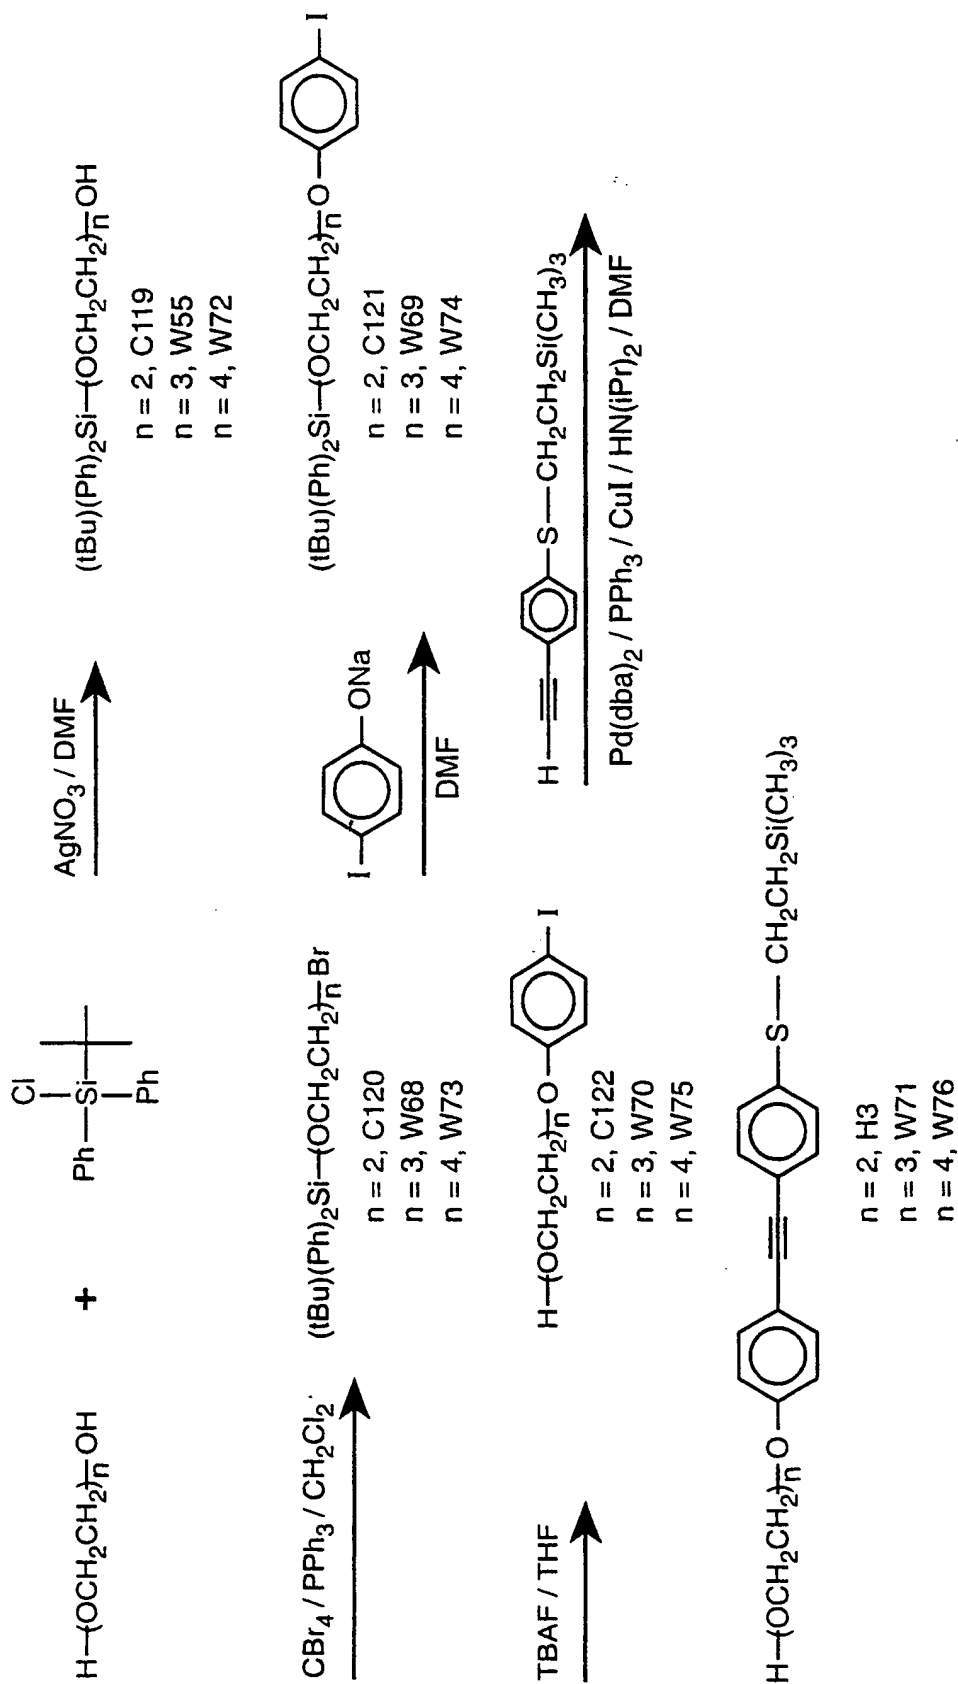 H–(OCH2CH2)n–OH + Ph–Si Cl Ph
AgNO3 / DMF
(tBu)(Ph)2Si–(OCH2CH2)n–OH
n = 2, C119
n = 3, W55
n = 4, W72
CBr4 / PPh3 / CH2Cl2
(tBu)(Ph)2Si–(OCH2CH2)n–Br
n = 2, C120
n = 3, W68
n = 4, W73
I ONa
DMF
(tBu)(Ph)2Si–(OCH2CH2)n–O I
n = 2, C121
n = 3, W69
n = 4, W74
TBAF / THF
H–(OCH2CH2)n–O I
n = 2, C122
n = 3, W70
n = 4, W75
H–≡ S–CH2CH2Si(CH3)3
Pd(dba)2 / PPh3 / CuI / HN(iPr)2 / DMF
H–(OCH2CH2)n–O ≡ S–CH2CH2Si(CH3)3
n = 2, H3
n = 3, W71
n = 4, W76